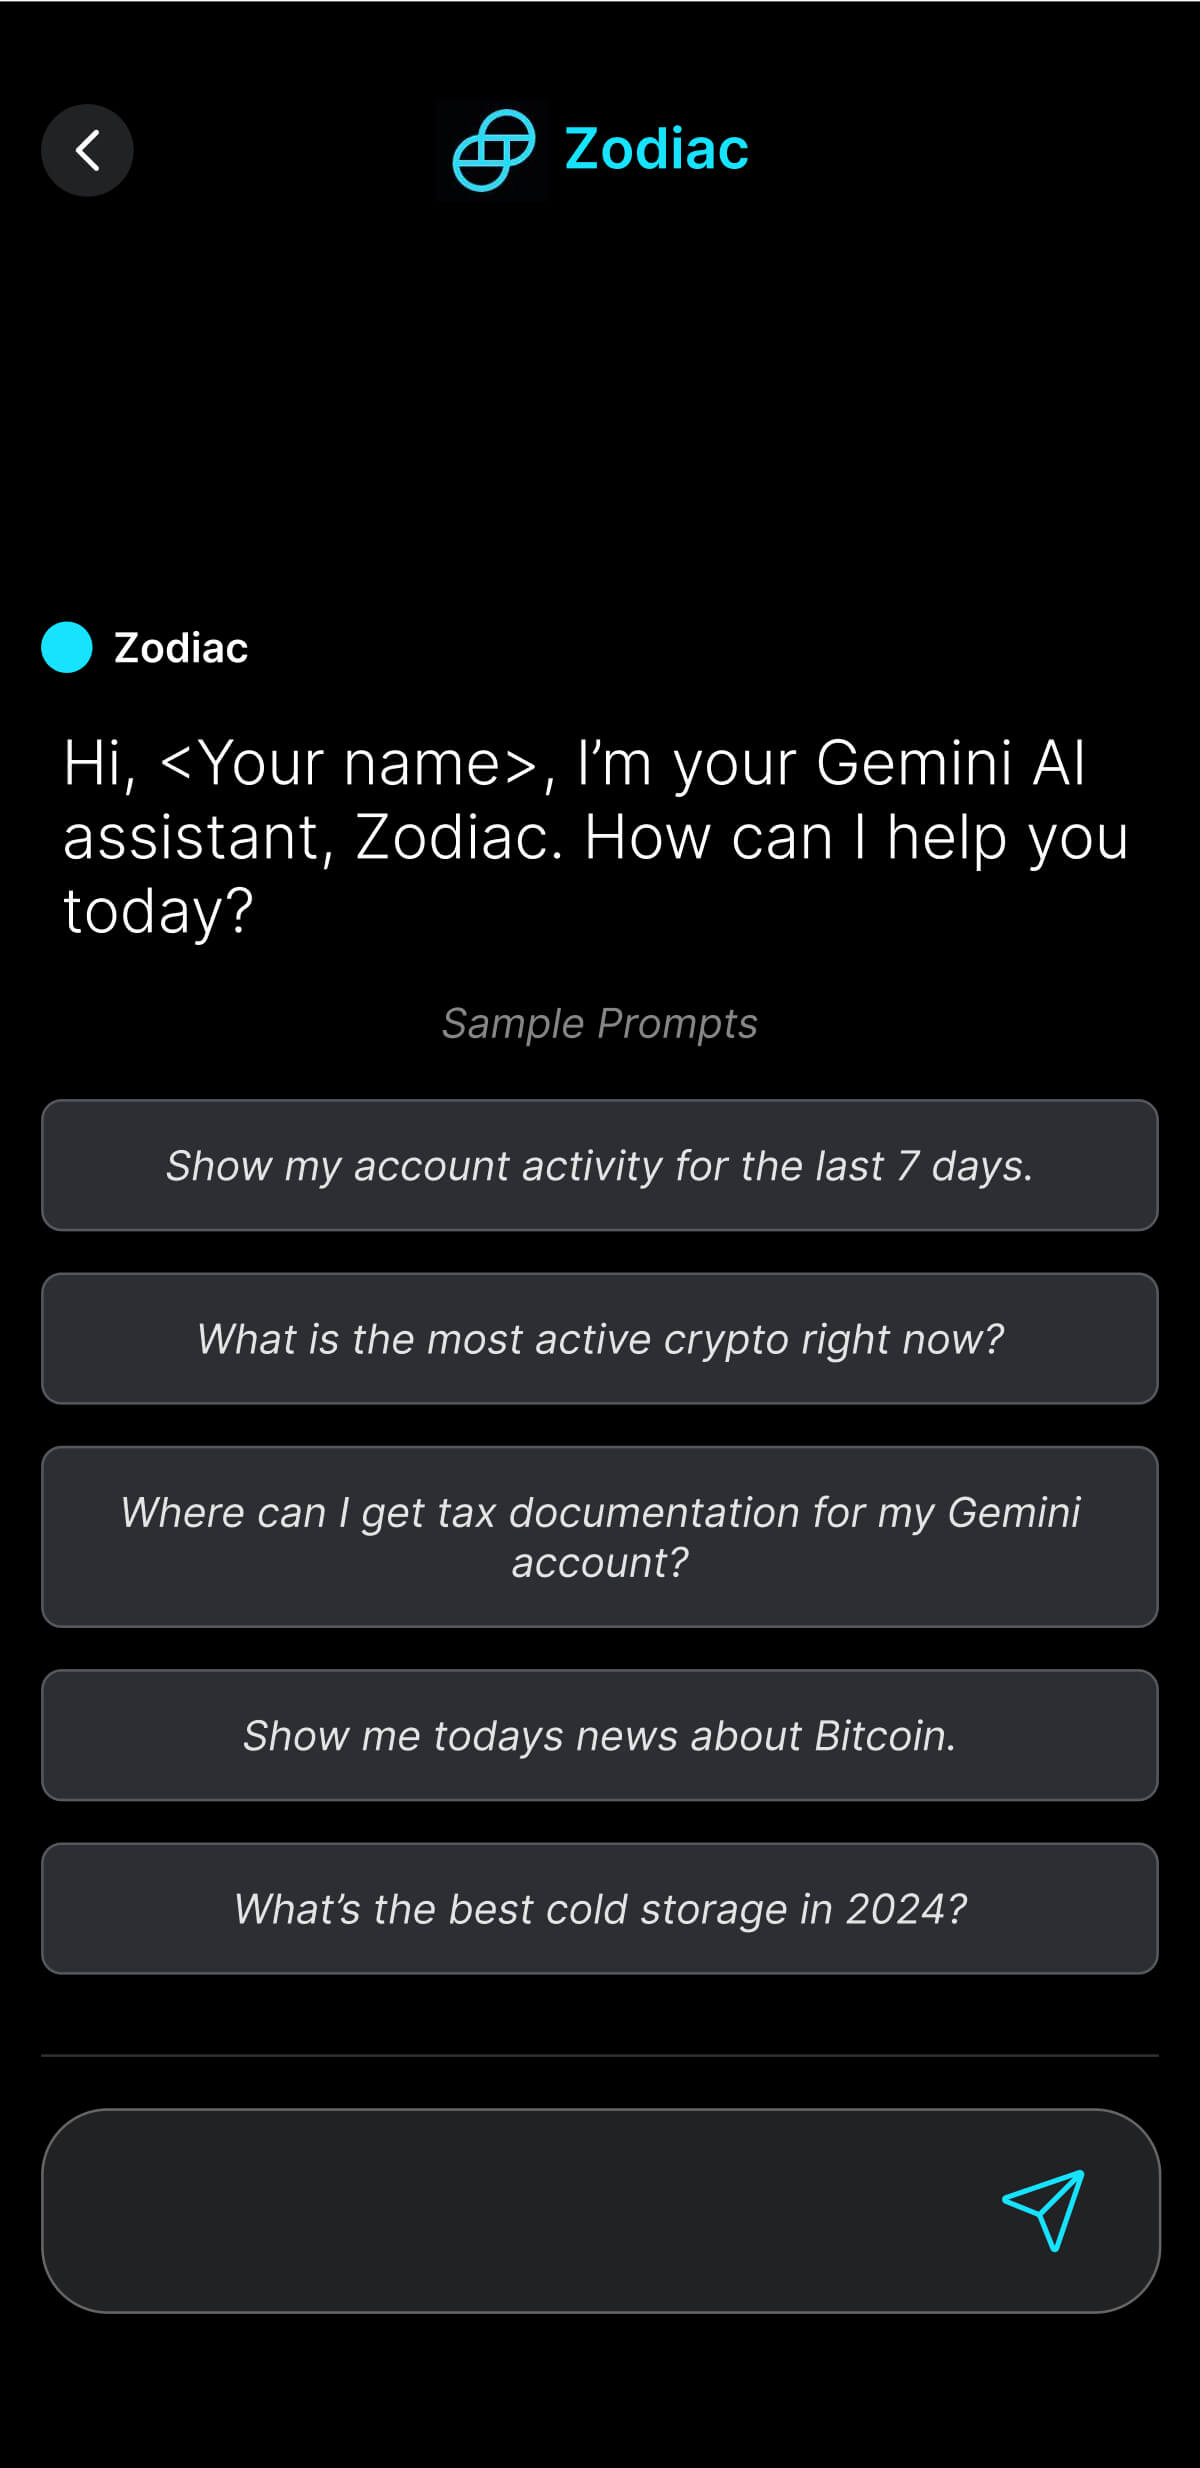 Zodiac
Zodiac
Hi, <Your name>, I’m your Gemini AI
assistant, Zodiac. How can I help you
today?
Sample Prompts
Show my account activity for the last 7 days.
What is the most active crypto right now?
Where can I get tax documentation for my Gemini
account?
Show me todays news about Bitcoin.
What’s the best cold storage in 2024?